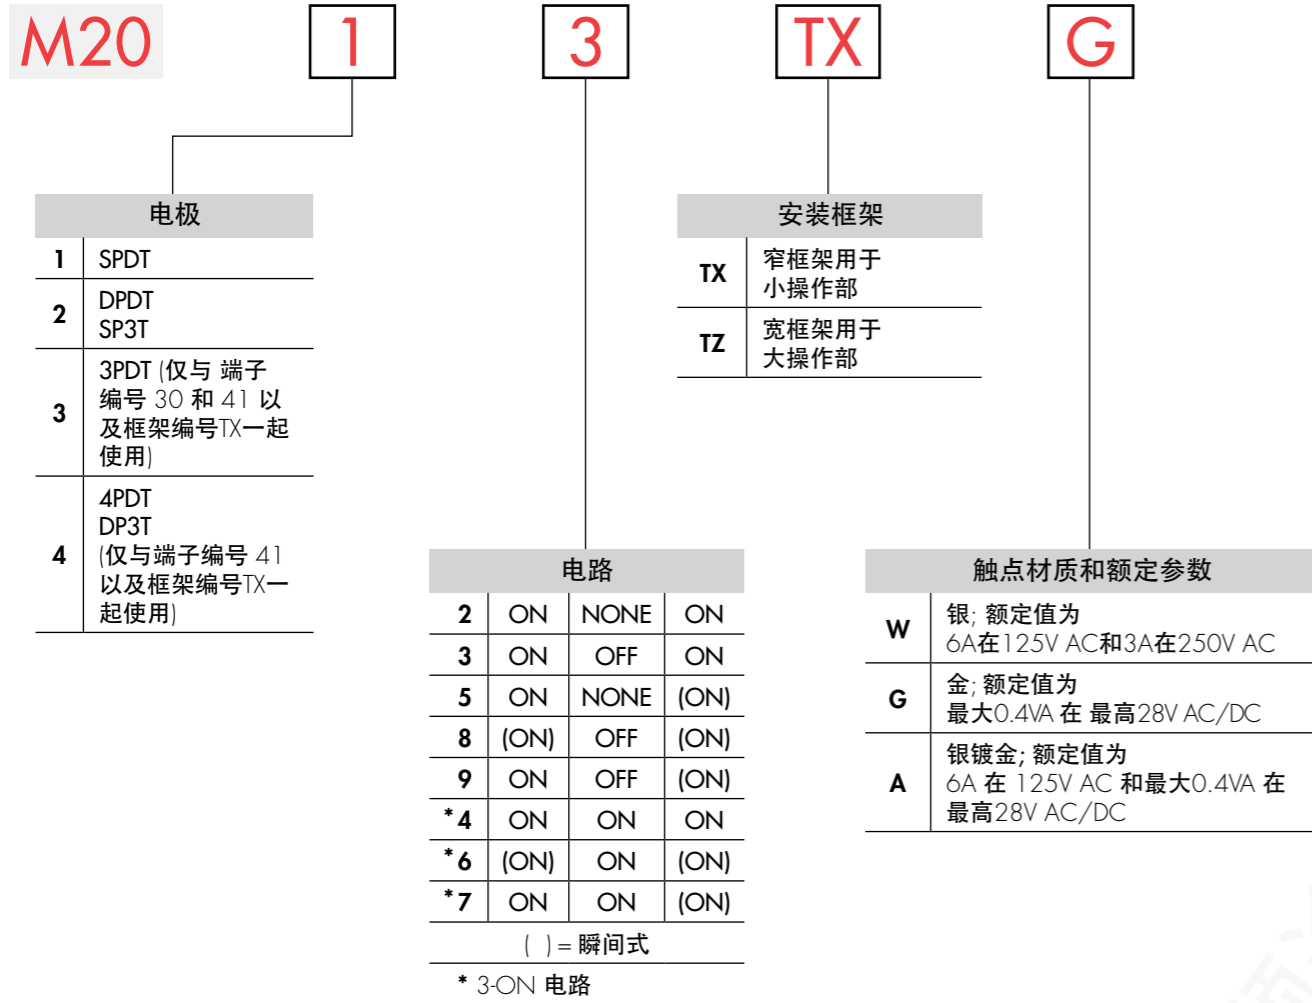 M20 1 3 TX G
电极
1 SPDT
2 DPDT
SP3T
3 3PDT (仅与 端子
编号 30 和 41 以
及框架编号TX一起
使用)
4 4PDT
DP3T
(仅与端子编号 41
以及框架编号TX一
起使用)
安装框架
TX 窄框架用于
小操作部
TZ 宽框架用于
大操作部
电路
2 ON NONE ON
3 ON OFF ON
5 ON NONE (ON)
8 (ON) OFF (ON)
9 ON OFF (ON)
*4 ON ON ON
*6 (ON) ON (ON)
*7 ON ON (ON)
( ) = 瞬间式
* 3-ON 电路
触点材质和额定参数
W 银; 额定值为
6A在125V AC和3A在250V AC
G 金; 额定值为
最大0.4VA 在 最高28V AC/DC
A 银镀金; 额定值为
6A 在 125V AC 和最大0.4VA 在
最高28V AC/DC